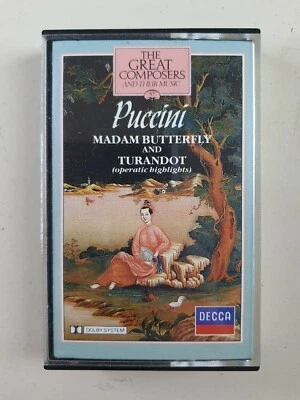 THE
GREAT
COMPOSERS
AND THEIR MUSIC
Puccini
MADAM BUTTERFLY
AND
TURANDOT
(operatic highlights)
DOLBY SYSTEM
DECCA